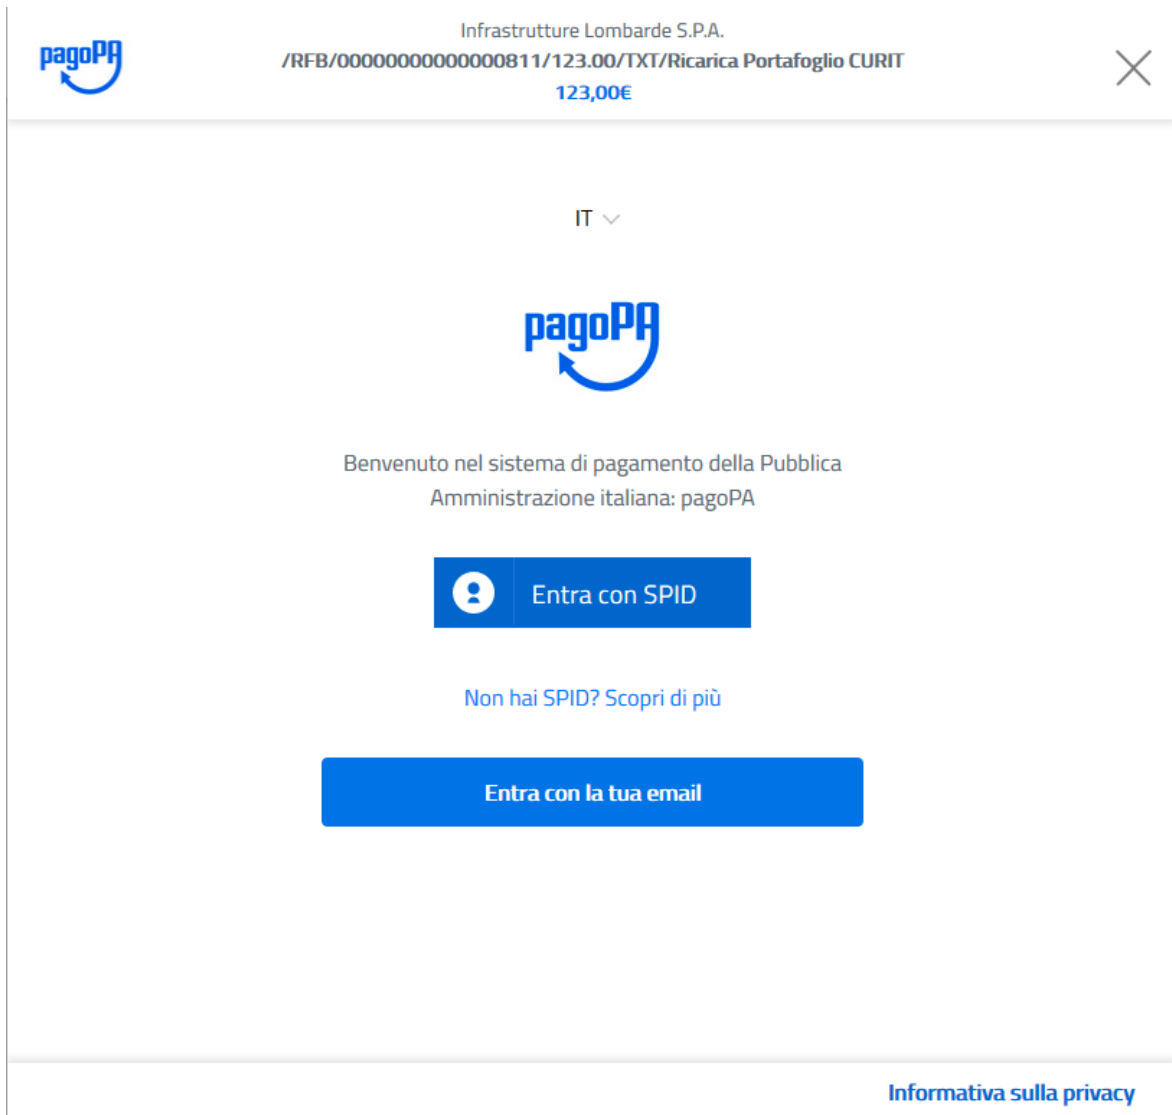 pagoPA
Infrastrutture Lombarde S.P.A.
/RFB/00000000000000811/123.00/TXT/Ricarica Portafoglio CURIT
123,00€
IT
pagoPA
Benvenuto nel sistema di pagamento della Pubblica
Amministrazione italiana: pagoPA
Entra con SPID
Non hai SPID? Scopri di più
Entra con la tua email
Informativa sulla privacy